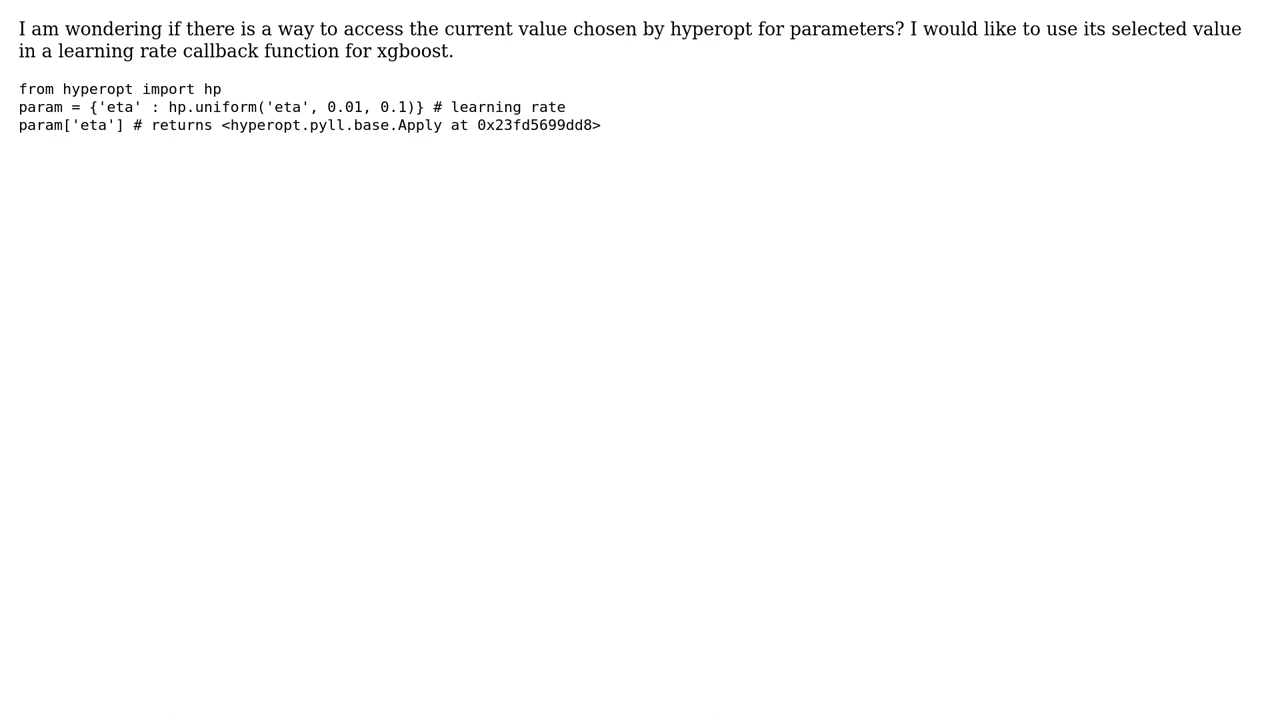 I am wondering if there is a way to access the current value chosen by hyperopt for parameters? I would like to use its selected value
in a learning rate callback function for xgboost.
from hyperopt import hp
param = {'eta' : hp.uniform('eta', 0.01, 0.1)} # learning rate
param['eta'] # returns <hyperopt.pyll.base.Apply at 0x23fd5699dd8>